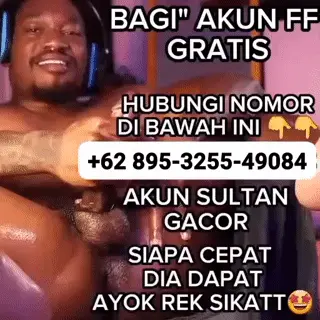 BAGI" AKUN FF
GRATIS
HUBUNGI NOMOR
DI BAWAH INI 👇👇
+62 895-3255-49084
AKUN SULTAN
GACOR
SIAPA CEPAT
DIA DAPAT
AYOK REK SIKATT🤩